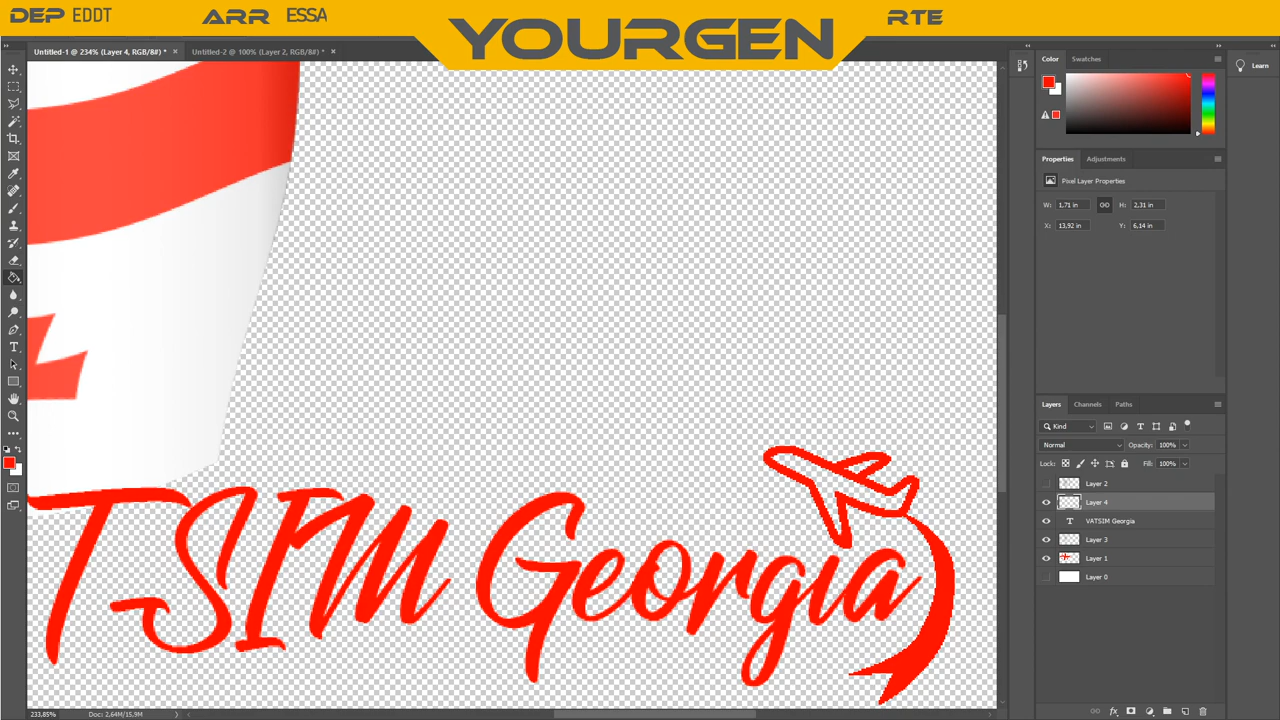 DEP EDDT
ARR ESSA
YOURGEN
RTE
Untitled-1 @ 234% (Layer 4, RGB/8#) *
Untitled-2 @ 100% (Layer 2, RGB/8#) *
Color
Swatches
Learn
Properties
Adjustments
Pixel Layer Properties
W: 1,71 in
H: 2,31 in
X: 13,92 in
Y: 6,14 in
Layers
Channels
Paths
Kind
Normal
Opacity: 100%
Lock:
Fill: 100%
Layer 2
Layer 4
T VATSIM Georgia
Layer 3
Layer 1
Layer 0
fx
TSIM Georgia
233,85%
Doc: 2,64M/15,9M